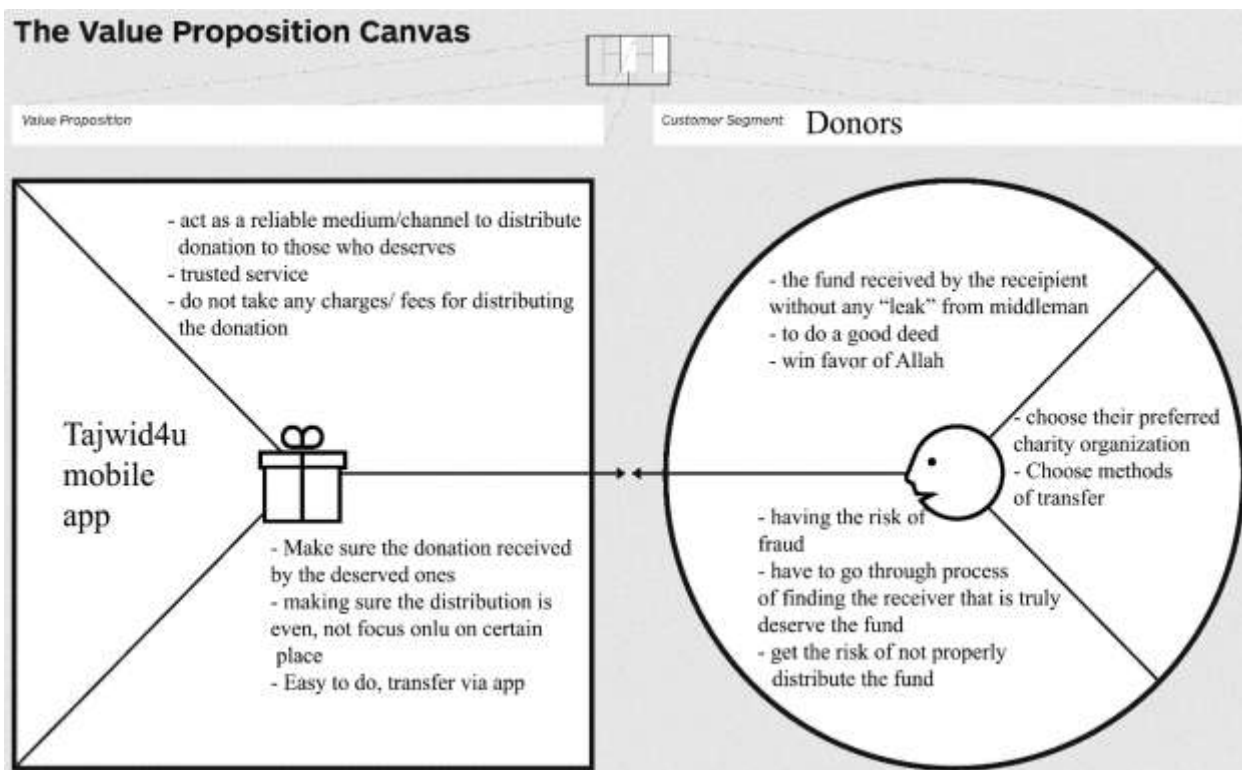 The Value Proposition Canvas
Value Proposition
Customer Segment Donors
- act as a reliable medium/channel to distribute
donation to those who deserves
- trusted service
- do not take any charges/ fees for distributing
the donation
Tajwid4u
mobile
app
- Make sure the donation received
by the deserved ones
- making sure the distribution is
even, not focus onlu on certain
place
- Easy to do, transfer via app
- the fund received by the receipient
without any “leak” from middleman
- to do a good deed
- win favor of Allah
- choose their preferred
charity organization
- Choose methods
of transfer
- having the risk of
fraud
- have to go through process
of finding the receiver that is truly
deserve the fund
- get the risk of not properly
distribute the fund